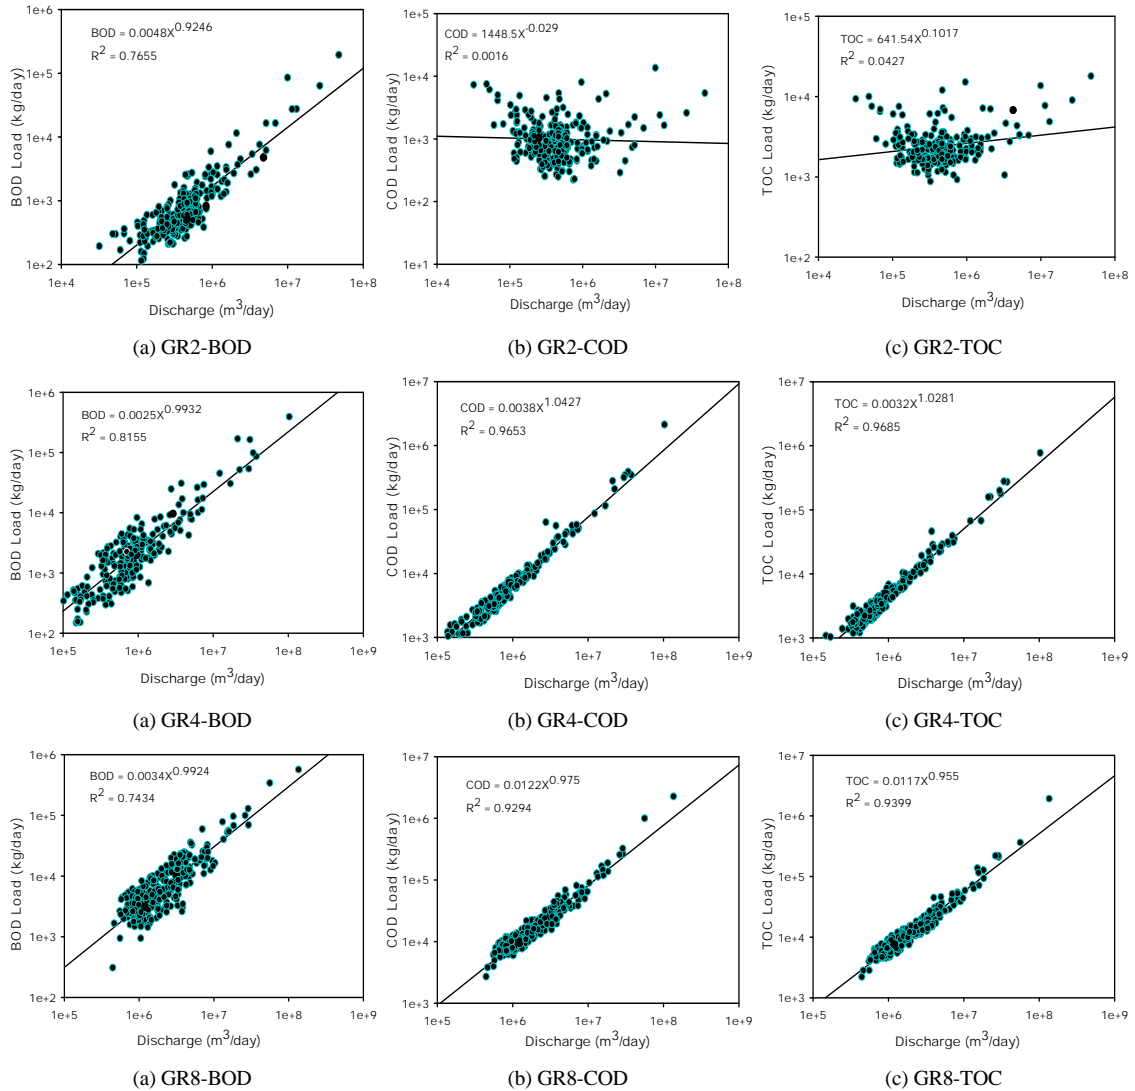 BOD = 0.0048X^0.9246
R^2 = 0.7655
1e+6
1e+5
1e+4
1e+3
1e+2
BOD Load (kg/day)
1e+4 1e+5 1e+6 1e+7 1e+8
Discharge (m^3/day)
(a) GR2-BOD
COD = 1448.5X^-0.029
R^2 = 0.0016
1e+5
1e+4
1e+3
1e+2
1e+1
COD Load (kg/day)
1e+4 1e+5 1e+6 1e+7 1e+8
Discharge (m^3/day)
(b) GR2-COD
TOC = 641.54X^0.1017
R^2 = 0.0427
1e+5
1e+4
1e+3
1e+2
TOC Load (kg/day)
1e+4 1e+5 1e+6 1e+7 1e+8
Discharge (m^3/day)
(c) GR2-TOC
BOD = 0.0025X^0.9932
R^2 = 0.8155
1e+6
1e+5
1e+4
1e+3
1e+2
BOD Load (kg/day)
1e+5 1e+6 1e+7 1e+8 1e+9
Discharge (m^3/day)
(a) GR4-BOD
COD = 0.0038X^1.0427
R^2 = 0.9653
1e+7
1e+6
1e+5
1e+4
1e+3
COD Load (kg/day)
1e+5 1e+6 1e+7 1e+8 1e+9
Discharge (m^3/day)
(b) GR4-COD
TOC = 0.0032X^1.0281
R^2 = 0.9685
1e+7
1e+6
1e+5
1e+4
1e+3
TOC Load (kg/day)
1e+5 1e+6 1e+7 1e+8 1e+9
Discharge (m^3/day)
(c) GR4-TOC
BOD = 0.0034X^0.9924
R^2 = 0.7434
1e+6
1e+5
1e+4
1e+3
1e+2
BOD Load (kg/day)
1e+5 1e+6 1e+7 1e+8 1e+9
Discharge (m^3/day)
(a) GR8-BOD
COD = 0.0122X^0.975
R^2 = 0.9294
1e+7
1e+6
1e+5
1e+4
1e+3
COD Load (kg/day)
1e+5 1e+6 1e+7 1e+8 1e+9
Discharge (m^3/day)
(b) GR8-COD
TOC = 0.0117X^0.955
R^2 = 0.9399
1e+7
1e+6
1e+5
1e+4
1e+3
TOC Load (kg/day)
1e+5 1e+6 1e+7 1e+8 1e+9
Discharge (m^3/day)
(c) GR8-TOC